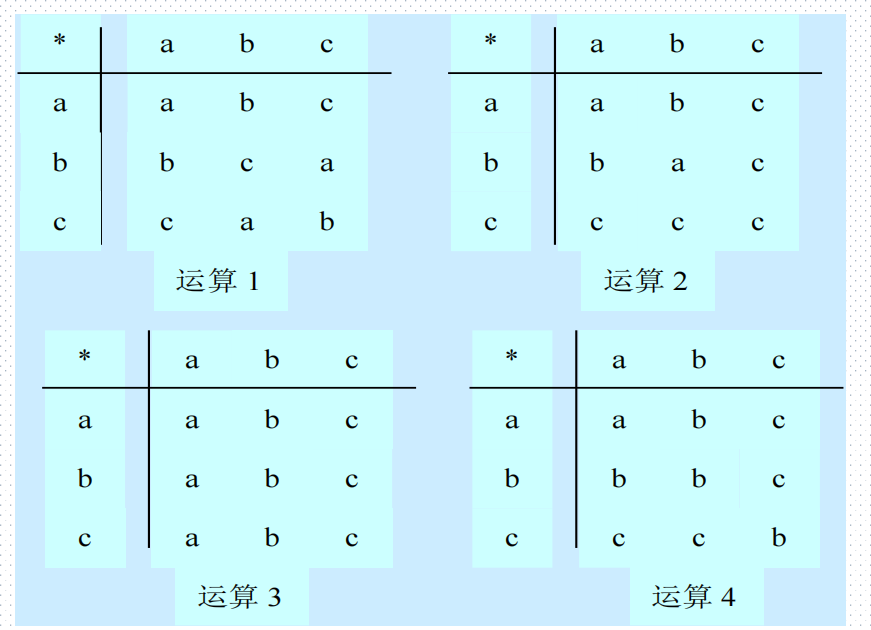 * a b c
a a b c
b b c a
c c a b
运算 1
* a b c
a a b c
b b a c
c c c c
运算 2
* a b c
a a b c
b a b c
c a b c
运算 3
* a b c
a a b c
b b b c
c c c b
运算 4